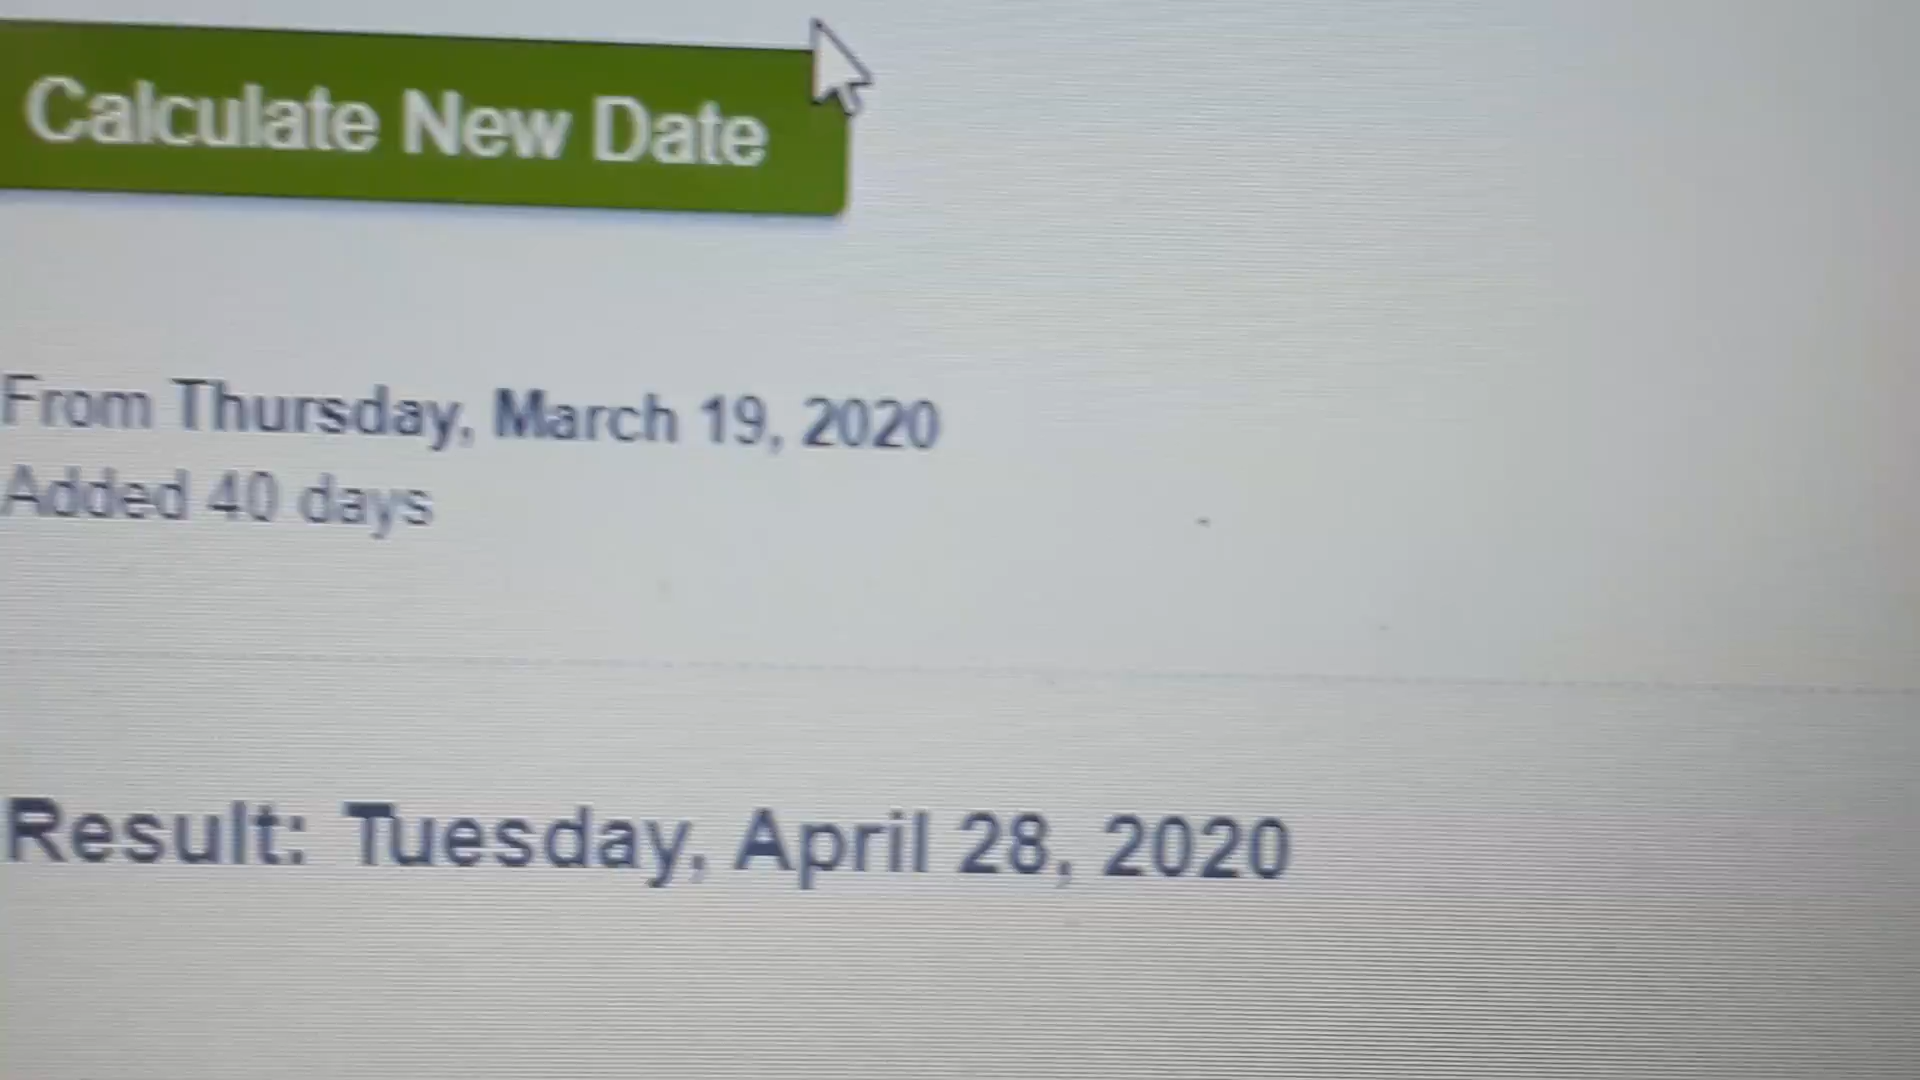 Calculate New Date
From Thursday, March 19, 2020
Added 40 days
Result: Tuesday, April 28, 2020